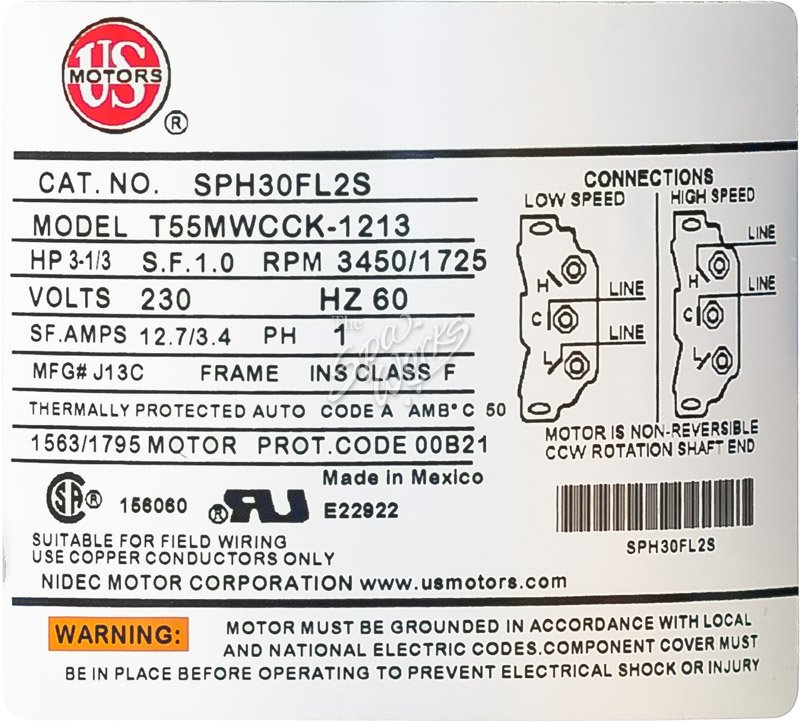 US
MOTORS
®
CAT. NO. SPH30FL2S
MODEL T55MWCCK-1213
HP 3-1/3 S.F.1.0 RPM 3450/1725
VOLTS 230 HZ 60
SF.AMPS 12.7/3.4 PH 1
MFG# J13C FRAME INS CLASS F
THERMALLY PROTECTED AUTO CODE A AMB° C 50
1563/1795 MOTOR PROT.CODE 00B21
The
Spa
Works
CONNECTIONS
LOW SPEED HIGH SPEED
H
C
L
LINE
LINE
H
C
L
LINE
LINE
MOTOR IS NON-REVERSIBLE
CCW ROTATION SHAFT END
Made in Mexico
SA ® 156060 ® RU E22922
SUITABLE FOR FIELD WIRING
USE COPPER CONDUCTORS ONLY
NIDEC MOTOR CORPORATION www.usmotors.com
SPH30FL2S
WARNING: MOTOR MUST BE GROUNDED IN ACCORDANCE WITH LOCAL
AND NATIONAL ELECTRIC CODES.COMPONENT COVER MUST
BE IN PLACE BEFORE OPERATING TO PREVENT ELECTRICAL SHOCK OR INJURY